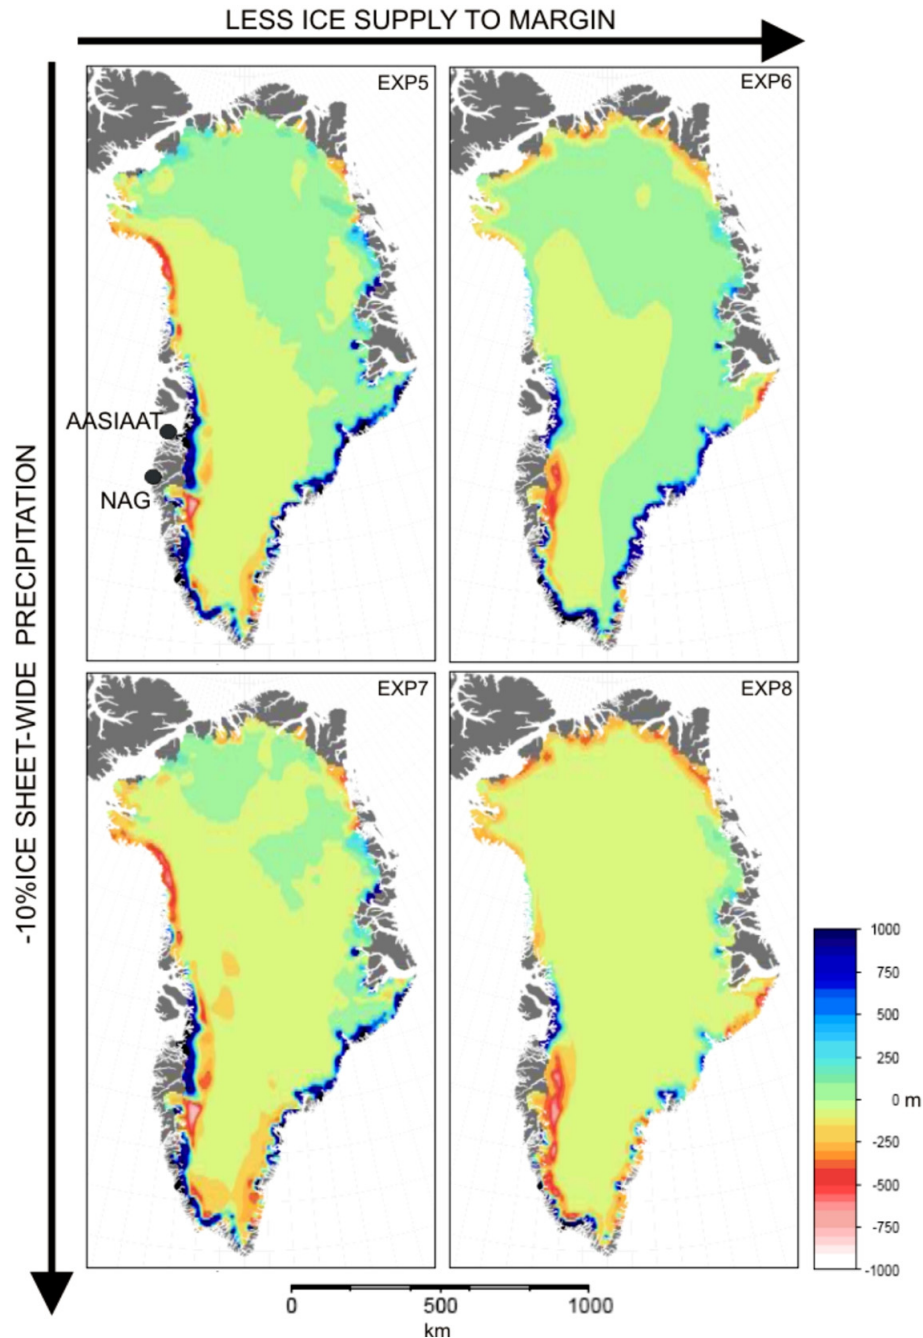 LESS ICE SUPPLY TO MARGIN
-10%ICE SHEET-WIDE PRECIPITATION
EXP5
EXP6
AASIAAT
NAG
EXP7
EXP8
1000
750
500
250
0 m
-250
-500
-750
-1000
0 500 1000
km